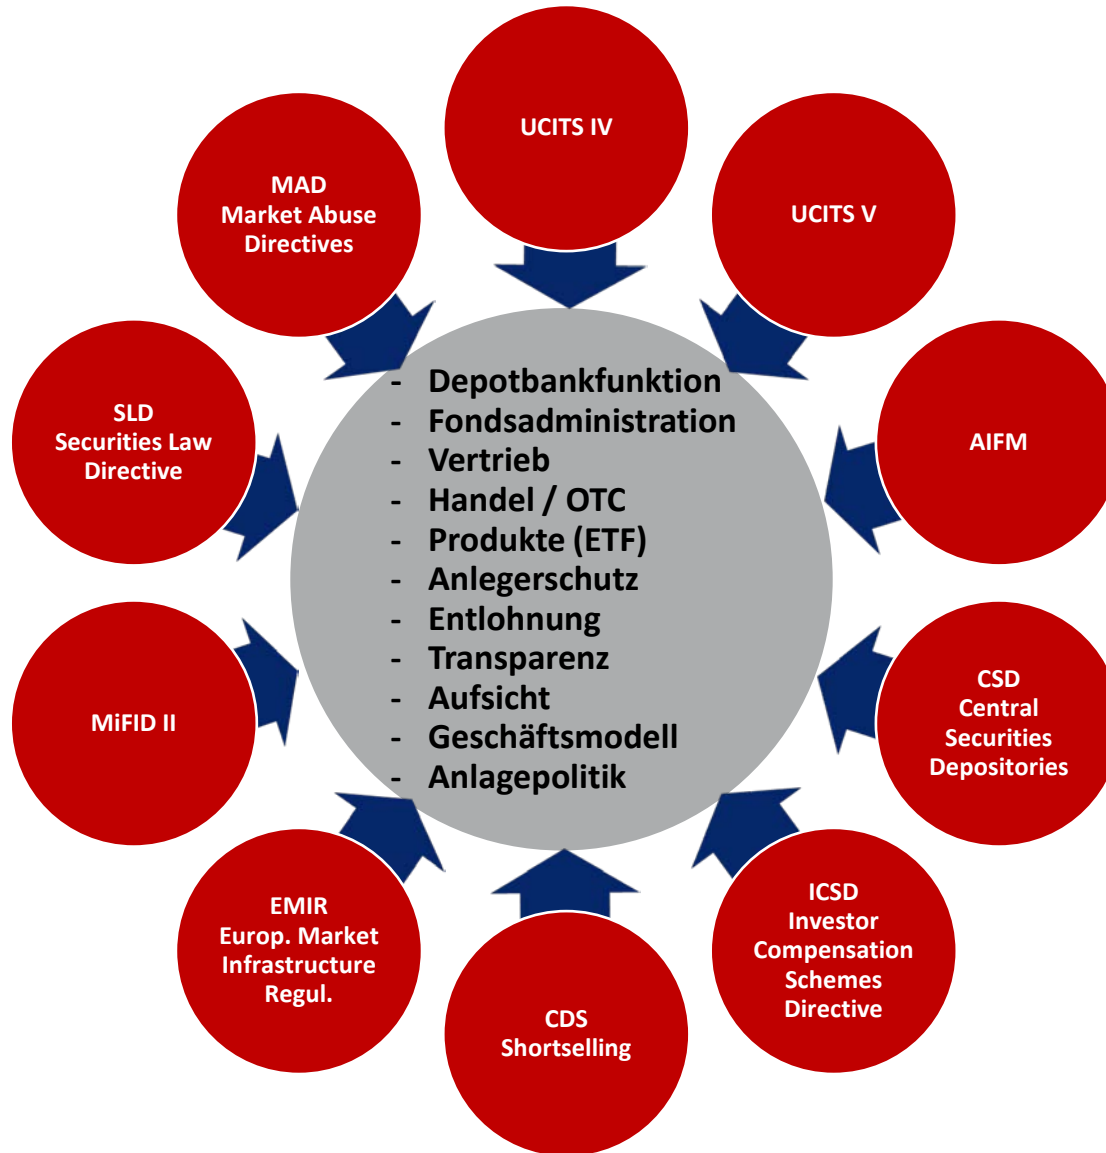 UCITS IV
UCITS V
AIFM
CSD
Central
Securities
Depositories
ICSD
Investor
Compensation
Schemes
Directive
CDS
Shortselling
EMIR
Europ. Market
Infrastructure
Regul.
MiFID II
SLD
Securities Law
Directive
MAD
Market Abuse
Directives
- Depotbankfunktion
- Fondsadministration
- Vertrieb
- Handel / OTC
- Produkte (ETF)
- Anlegerschutz
- Entlohnung
- Transparenz
- Aufsicht
- Geschäftsmodell
- Anlagepolitik